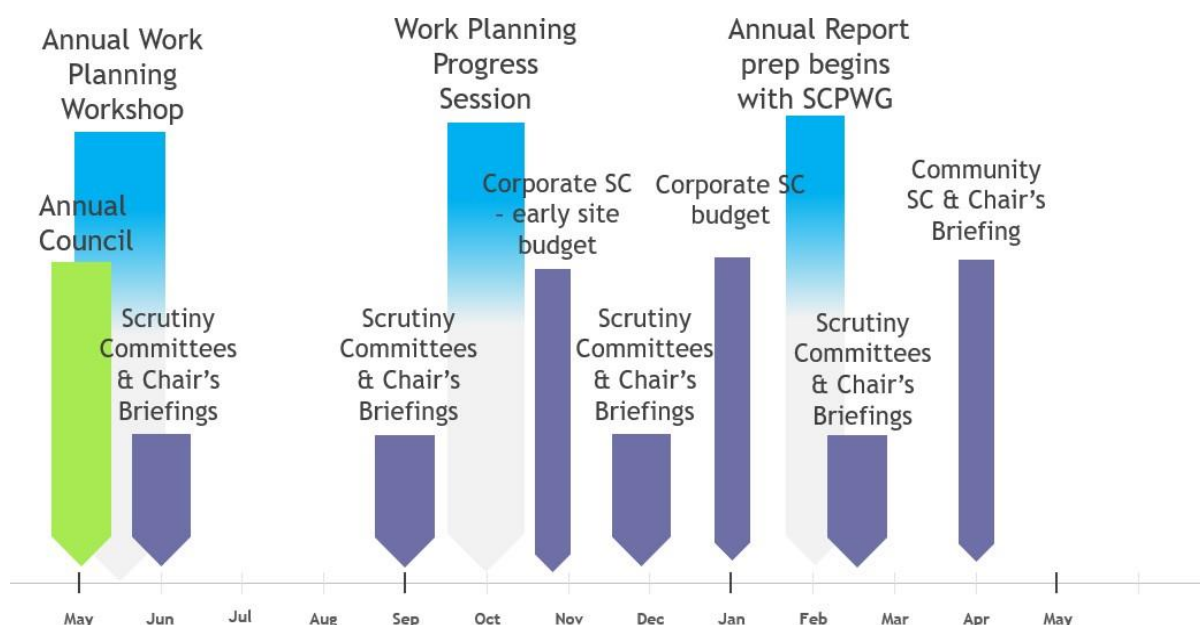 Annual Work
Planning
Workshop
Work Planning
Progress
Session
Annual Report
prep begins
with SCPWG
Annual
Council
Corporate SC
- early site
budget
Corporate SC
budget
Community
SC & Chair's
Briefing
Scrutiny
Committees
& Chair's
Briefings
Scrutiny
Committees
& Chair's
Briefings
Scrutiny
Committees
& Chair's
Briefings
Scrutiny
Committees
& Chair's
Briefings
May Jun Jul Aug Sep Oct Nov Dec Jan Feb Mar Apr May